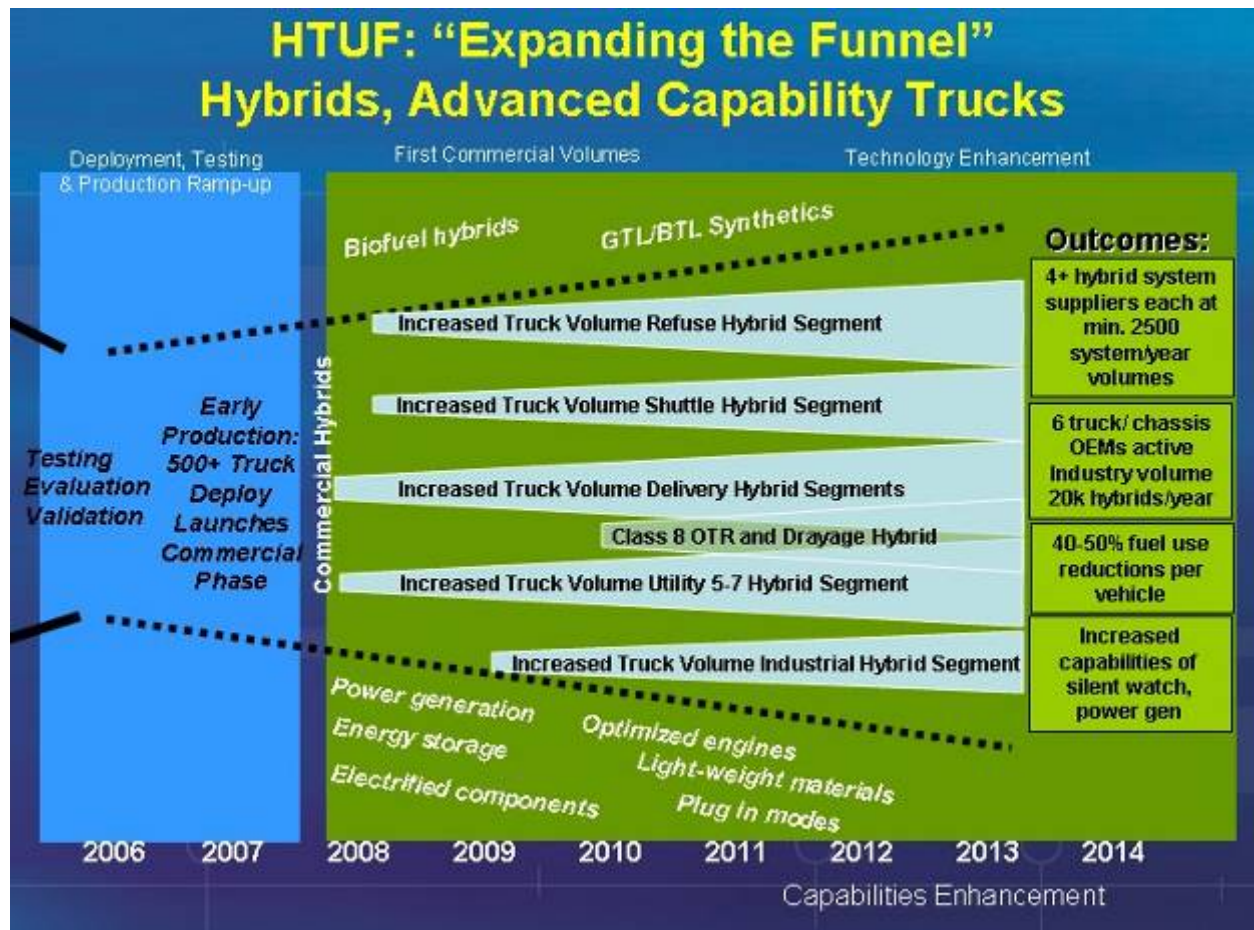 HTUF: “Expanding the Funnel”
Hybrids, Advanced Capability Trucks
Deployment, Testing
& Production Ramp-up
First Commercial Volumes
Technology Enhancement
Biofuel hybrids
GTL/BTL Synthetics
Testing
Evaluation
Validation
Early
Production:
500+ Truck
Deploy
Launches
Commercial
Phase
Commercial Hybrids
Increased Truck Volume Refuse Hybrid Segment
Increased Truck Volume Shuttle Hybrid Segment
Increased Truck Volume Delivery Hybrid Segments
Class 8 OTR and Drayage Hybrid
Increased Truck Volume Utility 5-7 Hybrid Segment
Increased Truck Volume Industrial Hybrid Segment
Power generation
Energy storage
Electrified components
Optimized engines
Light-weight materials
Plug in modes
Outcomes:
4+ hybrid system
suppliers each at
min. 2500
system/year
volumes
6 truck/ chassis
OEMs active
Industry volume
20k hybrids/year
40-50% fuel use
reductions per
vehicle
Increased
capabilities of
silent watch,
power gen
2006 2007 2008 2009 2010 2011 2012 2013 2014
Capabilities Enhancement